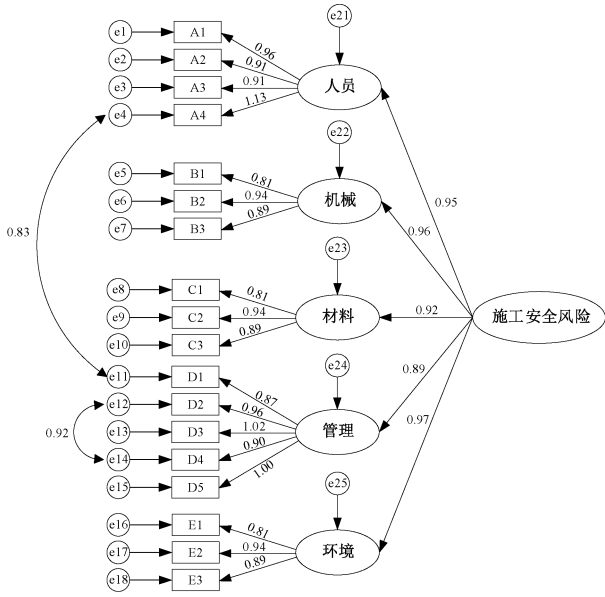 e21
e1 A1 0.96
e2 A2 0.91
e3 A3 0.91 人员
e4 A4 1.13
e22
e5 B1 0.81
e6 B2 0.94 机械
e7 B3 0.89
0.95
0.96
0.83
e23
e8 C1 0.81
e9 C2 0.94 材料 0.92 施工安全风险
e10 C3 0.89
e24
0.89
e11 D1 0.87
e12 D2 0.96
0.97
0.92 e13 D3 1.02 管理
e14 D4 0.90
e15 D5 1.00
e25
e16 E1 0.81
e17 E2 0.94 环境
e18 E3 0.89